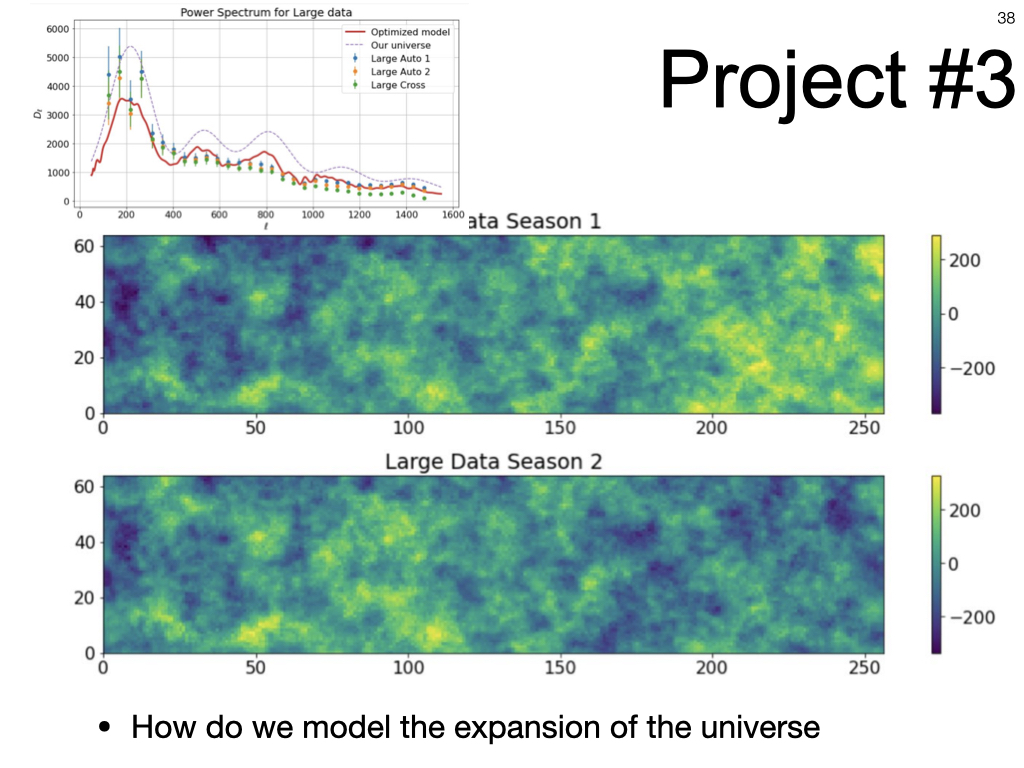 38
Project #3
Power Spectrum for Large data
Optimized model
Our universe
Large Auto 1
Large Auto 2
Large Cross
6000
5000
4000
3000
2000
1000
0
Dℓ
0 200 400 600 800 1000 1200 1400 1600
ℓ
ata Season 1
60
40
20
0
0 50 100 150 200 250
200
0
−200
Large Data Season 2
60
40
20
0
0 50 100 150 200 250
200
0
−200
• How do we model the expansion of the universe